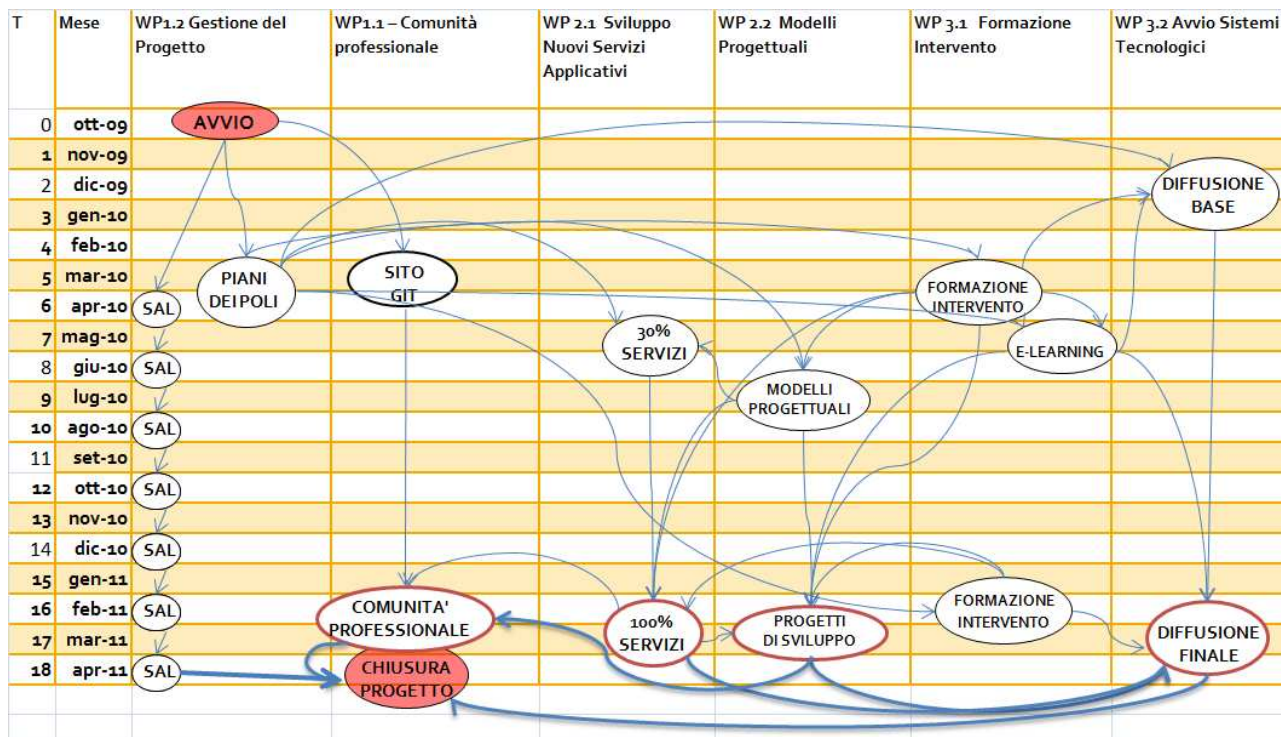 T Mese WP1.2 Gestione del Progetto WP1.1 – Comunità professionale WP 2.1 Sviluppo Nuovi Servizi Applicativi WP 2.2 Modelli Progettuali WP 3.1 Formazione Intervento WP 3.2 Avvio Sistemi Tecnologici
0 ott-09 AVVIO
1 nov-09
2 dic-09 DIFFUSIONE BASE
3 gen-10
4 feb-10
5 mar-10 PIANI DEI POLI SITO GIT FORMAZIONE INTERVENTO
6 apr-10 SAL
7 mag-10 30% SERVIZI E-LEARNING
8 giu-10 SAL
9 lug-10 MODELLI PROGETTUALI
10 ago-10 SAL
11 set-10
12 ott-10 SAL
13 nov-10
14 dic-10 SAL
15 gen-11
16 feb-11 SAL COMUNITA' PROFESSIONALE 100% SERVIZI PROGETTI DI SVILUPPO FORMAZIONE INTERVENTO
17 mar-11 DIFFUSIONE FINALE
18 apr-11 SAL CHIUSURA PROGETTO